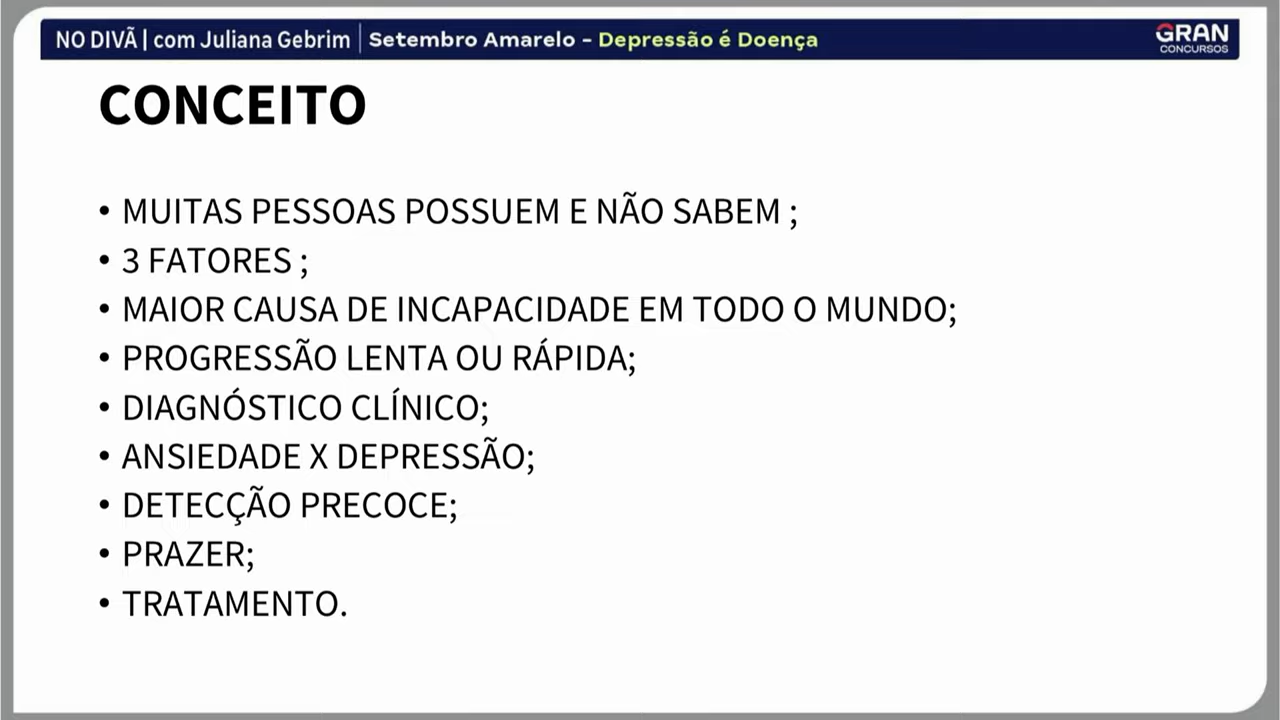 NO DIVÃ | com Juliana Gebrim | Setembro Amarelo - Depressão é Doença
GRAN
CONCURSOS
CONCEITO
• MUITAS PESSOAS POSSUEM E NÃO SABEM ;
• 3 FATORES ;
• MAIOR CAUSA DE INCAPACIDADE EM TODO O MUNDO;
• PROGRESSÃO LENTA OU RÁPIDA;
• DIAGNÓSTICO CLÍNICO;
• ANSIEDADE X DEPRESSÃO;
• DETECÇÃO PRECOCE;
• PRAZER;
• TRATAMENTO.